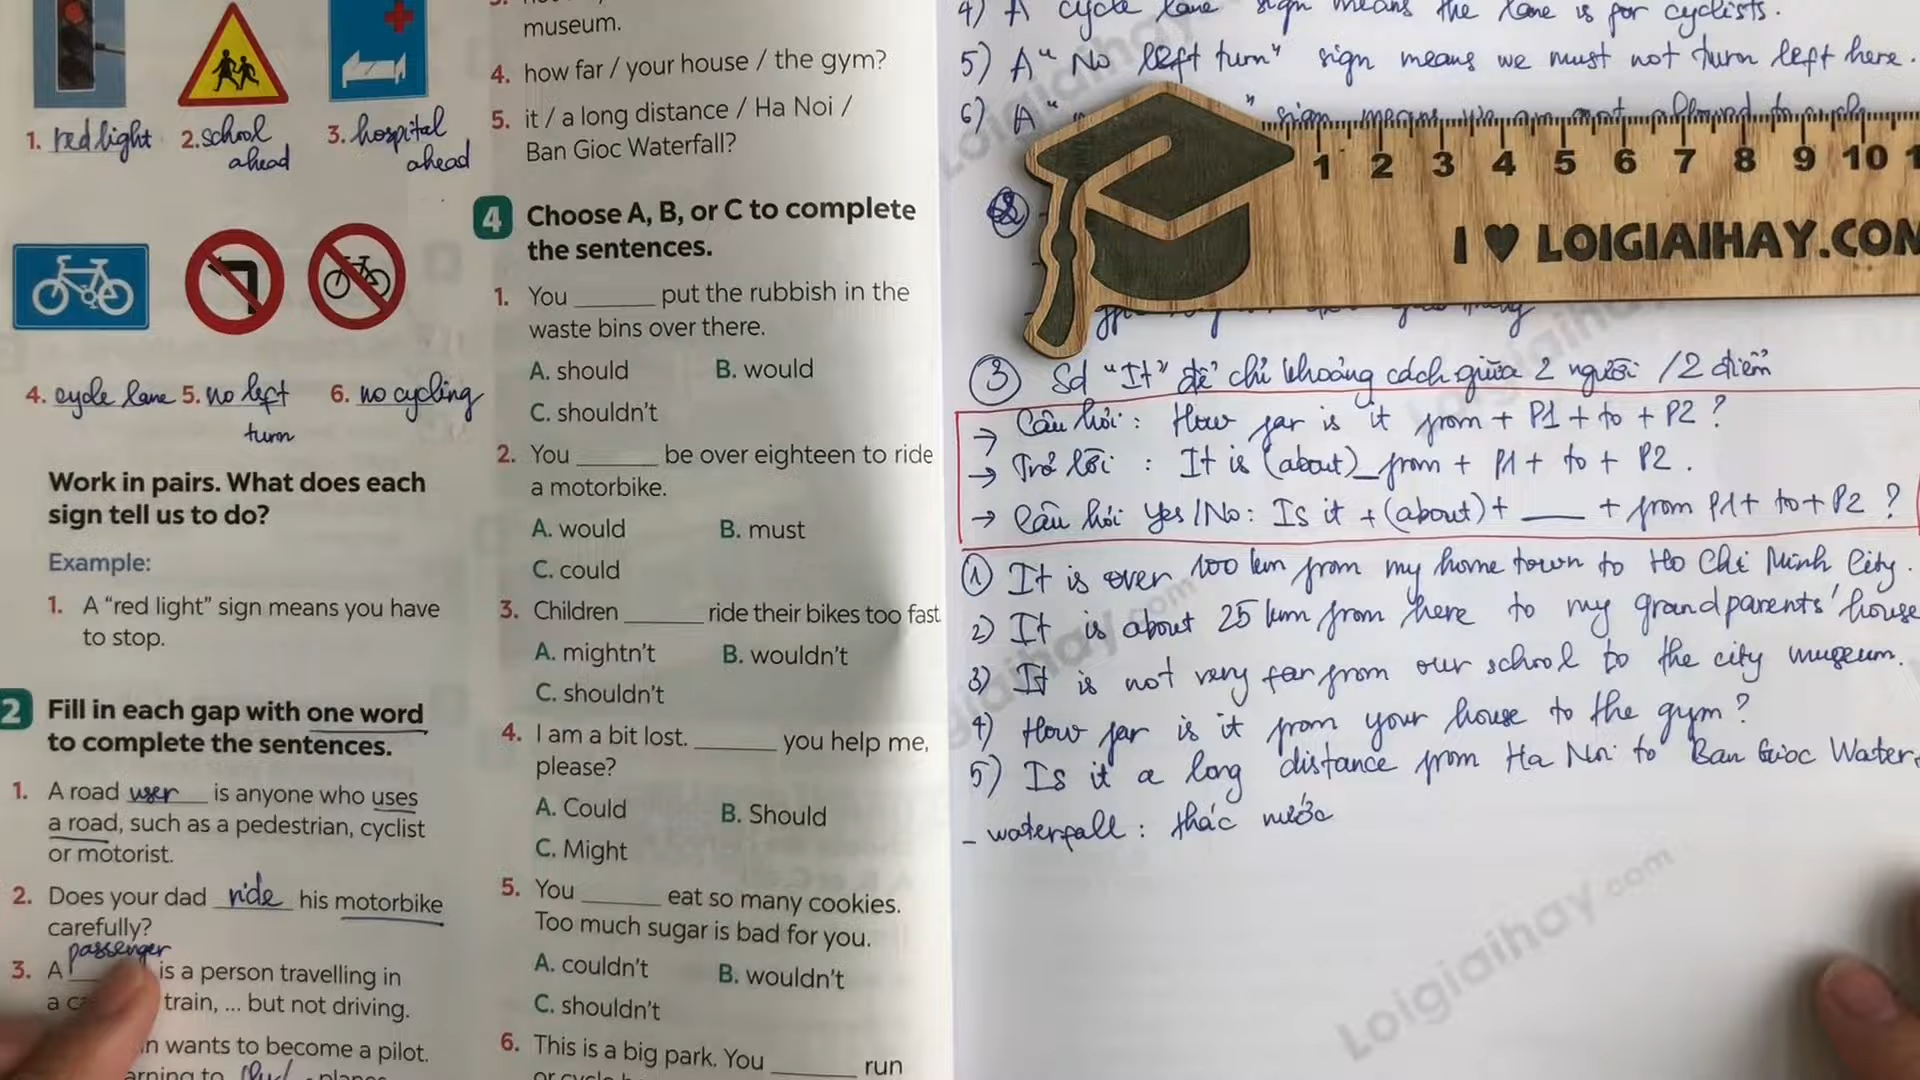 1. red light 2. school 3. hospital
ahead ahead
4. cycle lane 5. no left 6. no cycling
turn
Work in pairs. What does each
sign tell us to do?
Example:
1. A “red light” sign means you have
to stop.
2 Fill in each gap with one word
to complete the sentences.
1. A road user is anyone who uses
a road, such as a pedestrian, cyclist
or motorist.
2. Does your dad ride his motorbike
carefully?
passenger
3. A is a person travelling in
a train, ... but not driving.
wants to become a pilot.
museum.
4. how far / your house / the gym?
5. it / a long distance / Ha Noi /
Ban Gioc Waterfall?
4 Choose A, B, or C to complete
the sentences.
1. You ______ put the rubbish in the
waste bins over there.
A. should B. would
C. shouldn't
2. You ______ be over eighteen to ride
a motorbike.
A. would B. must
C. could
3. Children ______ ride their bikes too fast
A. mightn't B. wouldn't
C. shouldn't
4. I am a bit lost. ______ you help me,
please?
A. Could B. Should
C. Might
5. You ______ eat so many cookies.
Too much sugar is bad for you.
A. couldn't B. wouldn't
C. shouldn't
6. This is a big park. You ______ run
4) A cycle lane sign means the lane is for cyclists.
5) A “No left turn” sign means we must not turn left here.
6) A " sign means we are not allowed to cycle
1 2 3 4 5 6 7 8 9 10
I ♥ LOIGIAIHAY.COM
3 Sd “It” để chỉ khoảng cách giữa 2 người / 2 điểm
→ Câu hỏi : How far is it from + P1 + to + P2 ?
→ Trả lời : It is (about) _ from + P1 + to + P2 .
→ Câu hỏi Yes/No: Is it + (about) + ___ + from P1 + to + P2 ?
1 It is over 100 km from my home town to Ho Chi Minh City.
2) It is about 25 km from here to my grandparents' house
3) It is not very far from our school to the city museum.
4) How far is it from your house to the gym?
5) Is it a long distance from Ha Noi to Ban Gioc Water
- waterfall : thác nước
Loigiaihay.com